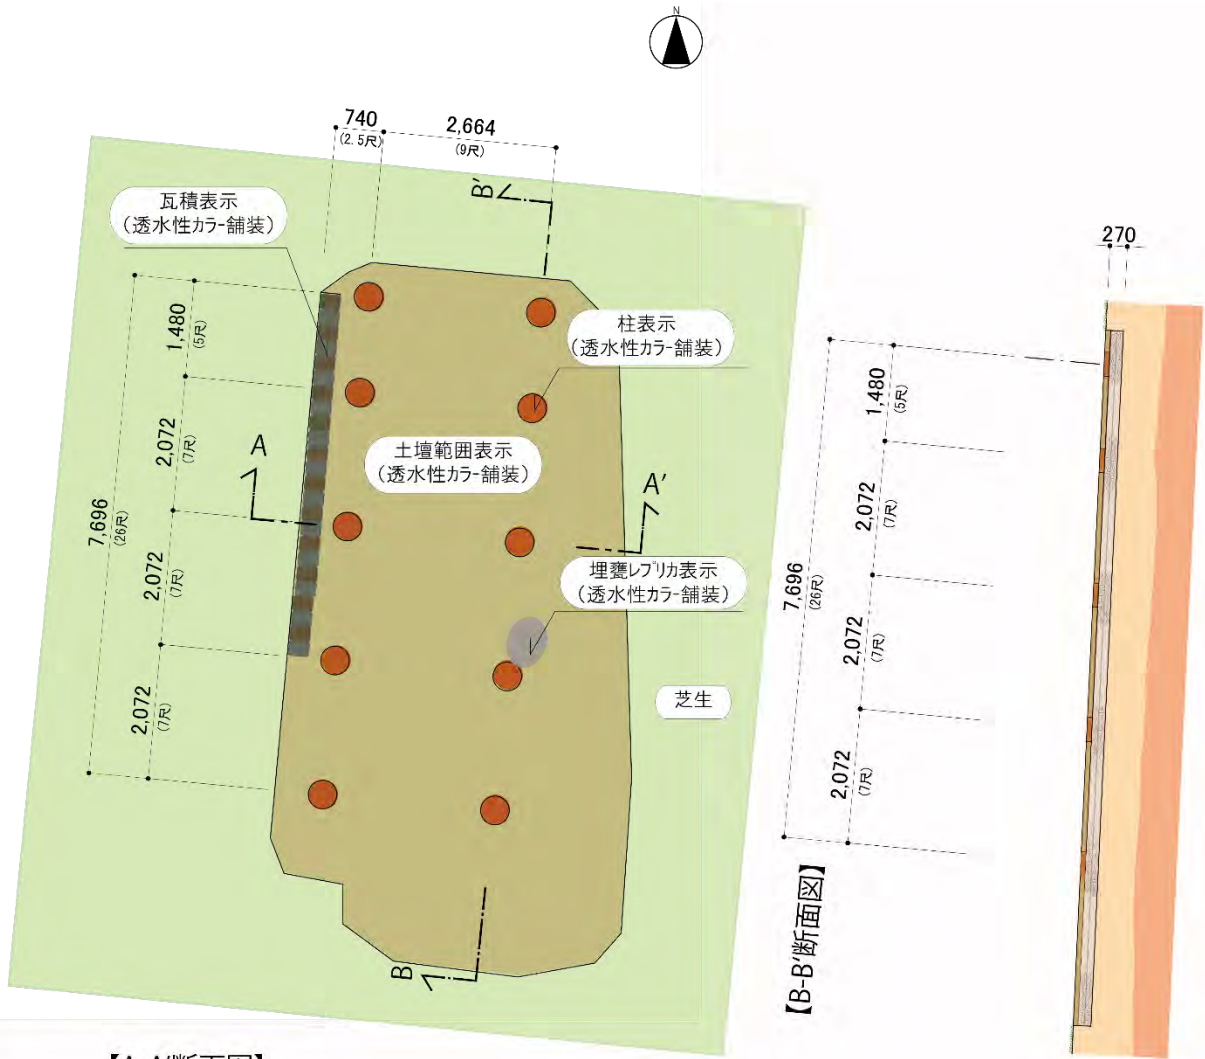 N
740
(2.5尺)
2,664
(9尺)
B'
瓦積表示
(透水性カラー舗装)
270
1,480
(5尺)
柱表示
(透水性カラー舗装)
2,072
(7尺)
A
土壇範囲表示
(透水性カラー舗装)
A'
7,696
(26尺)
2,072
(7尺)
埋甕レプリカ表示
(透水性カラー舗装)
芝生
2,072
(7尺)
B
1,480
(5尺)
2,072
(7尺)
7,696
(26尺)
2,072
(7尺)
2,072
(7尺)
【B-B'断面図】
【A-A'断面図】